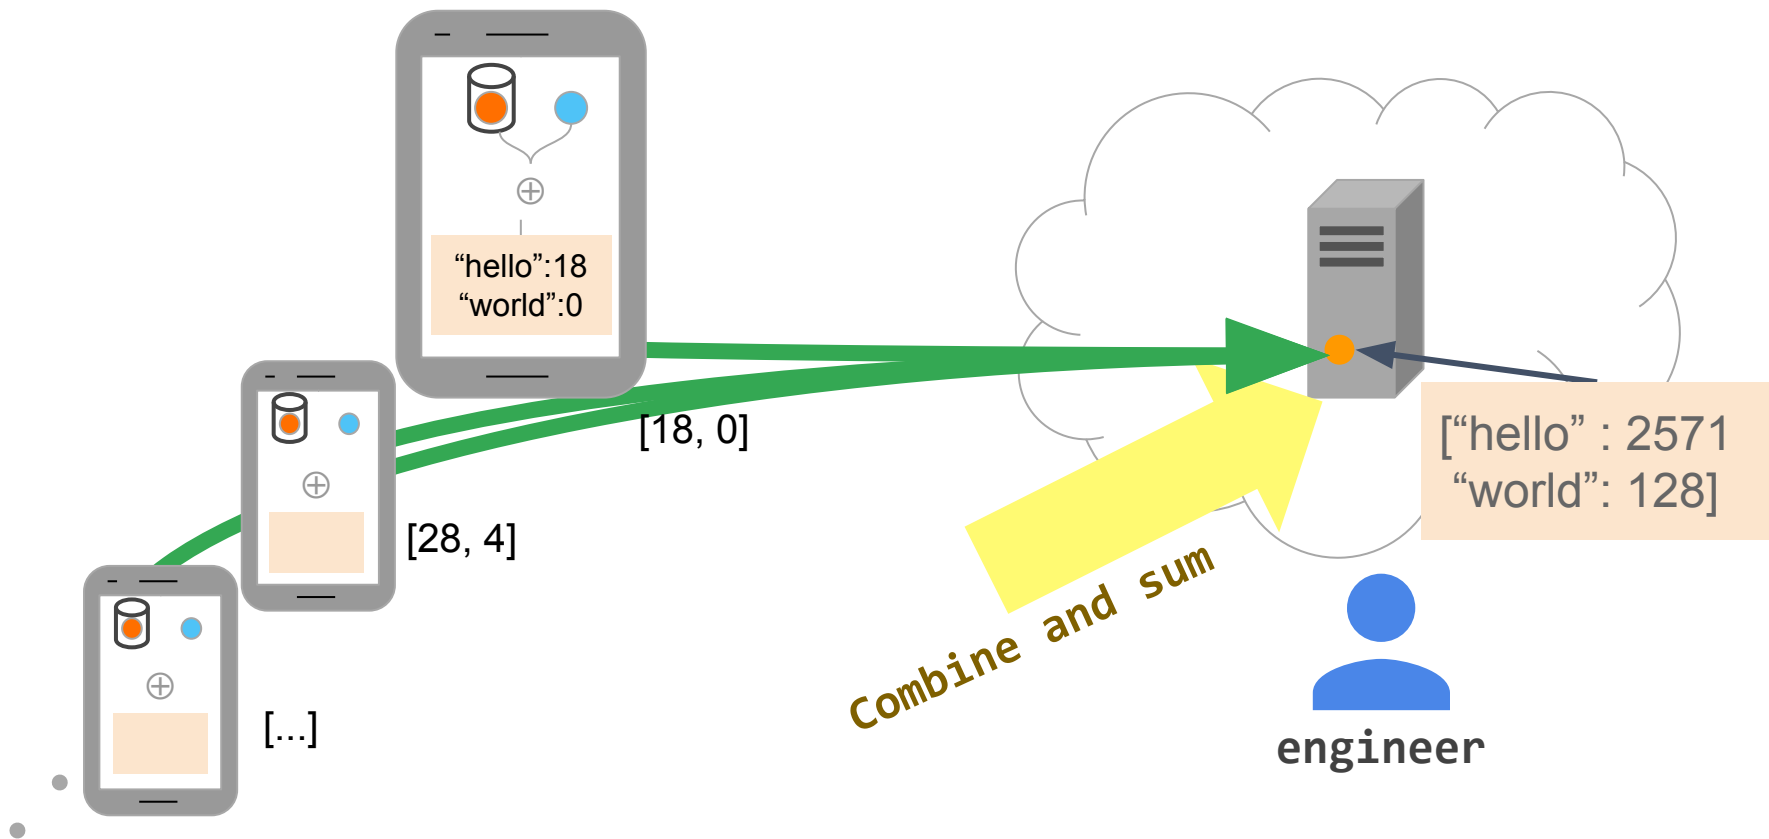 “hello”:18
“world”:0
[18, 0]
[28, 4]
[...]
Combine and sum
[“hello” : 2571
“world”: 128]
engineer